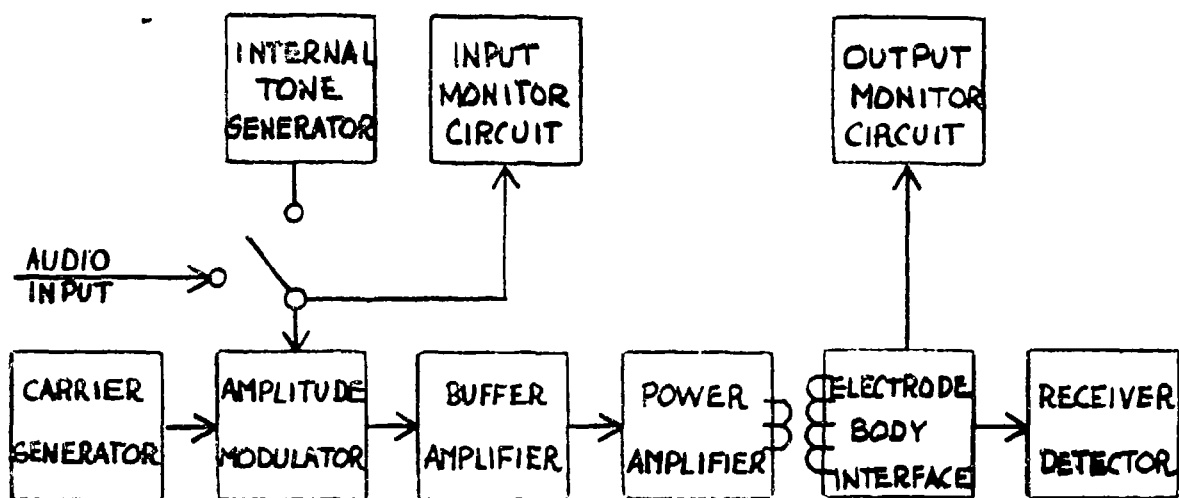 INTERNAL
TONE
GENERATOR
INPUT
MONITOR
CIRCUIT
OUTPUT
MONITOR
CIRCUIT
AUDIO
INPUT
CARRIER
GENERATOR
AMPLITUDE
MODULATOR
BUFFER
AMPLIFIER
POWER
AMPLIFIER
ELECTRODE
BODY
INTERFACE
RECEIVER
DETECTOR